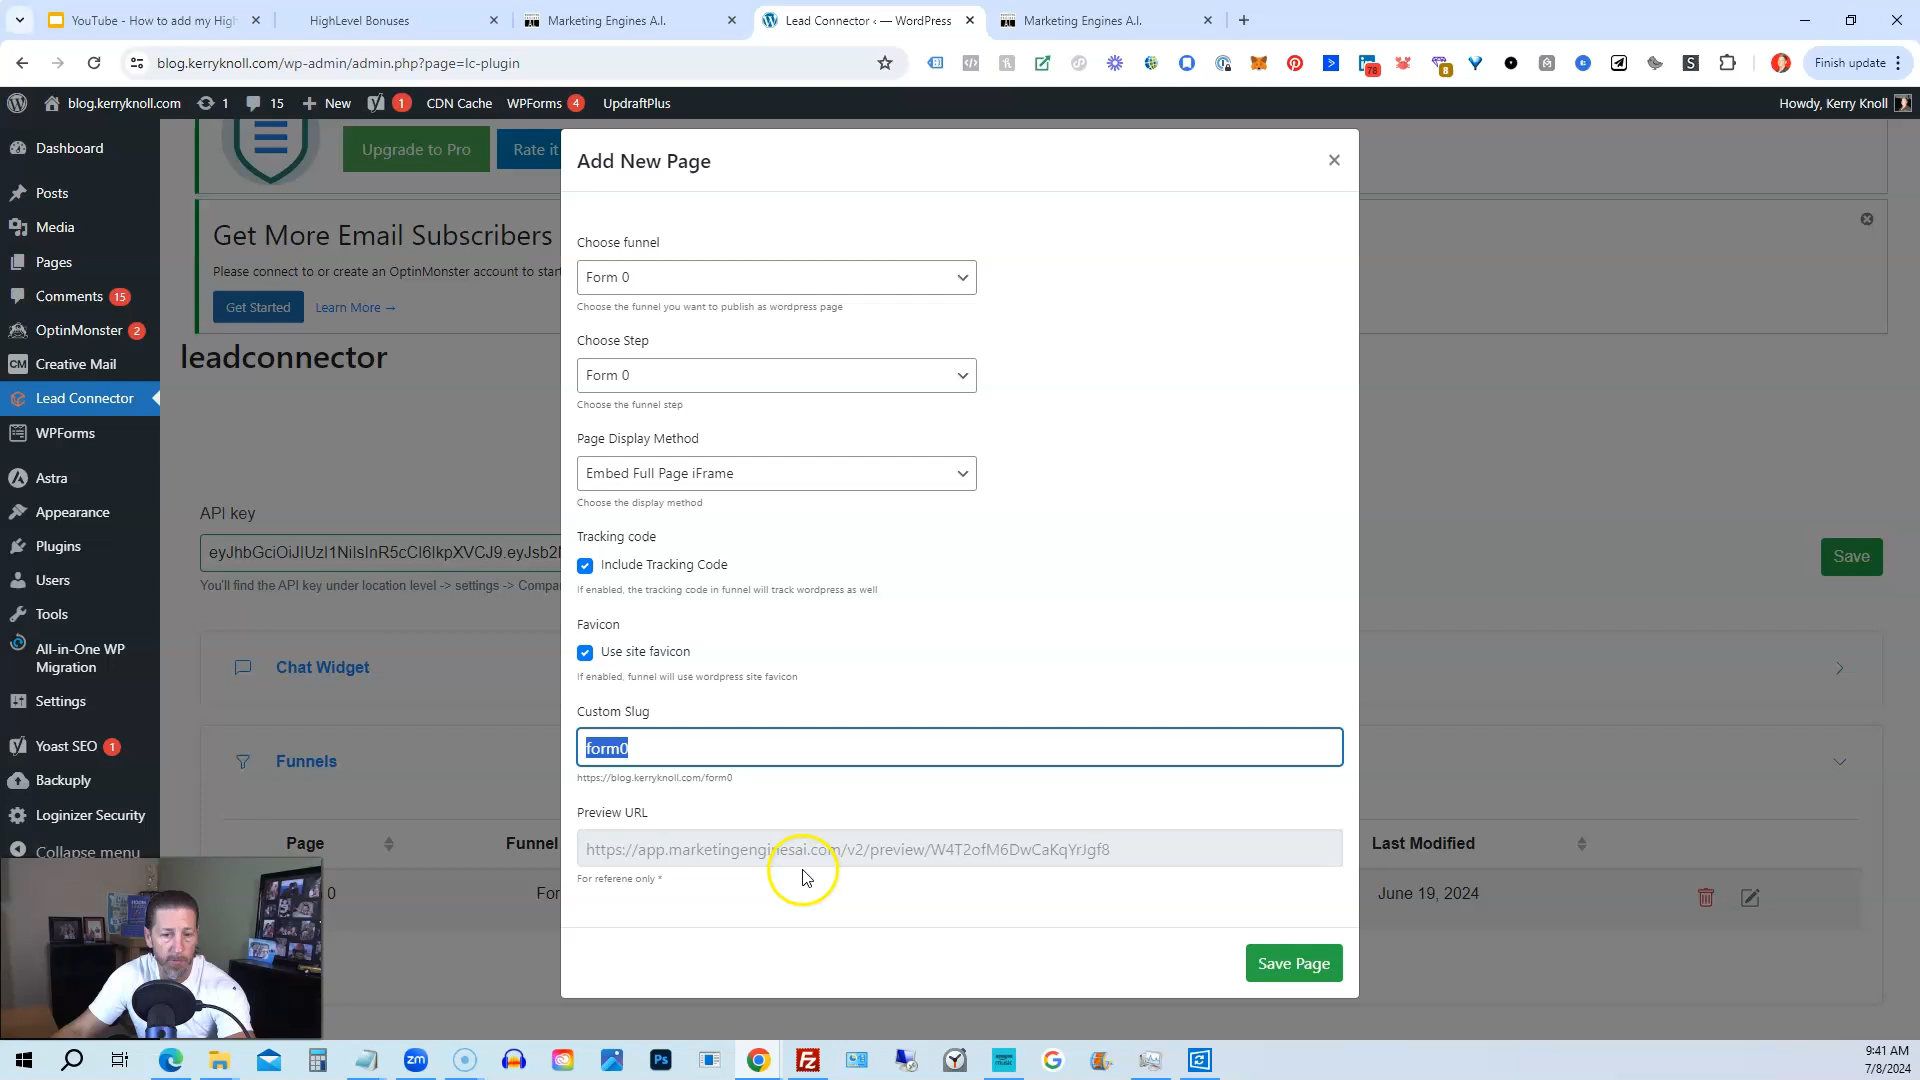 YouTube - How to add my High
HighLevel Bonuses
Marketing Engines A.I.
Lead Connector ‹ — WordPress
Marketing Engines A.I.
blog.kerryknoll.com/wp-admin/admin.php?page=lc-plugin
78
8
S
Finish update
blog.kerryknoll.com
1
15
New
1
CDN Cache
WPForms 4
UpdraftPlus
Howdy, Kerry Knoll
Dashboard
Posts
Media
Pages
Comments 15
OptinMonster 2
CM Creative Mail
Lead Connector
WPForms
Astra
Appearance
Plugins
Users
Tools
All-in-One WP
Migration
Settings
Yoast SEO 1
Backuply
Loginizer Security
Collapse menu
Upgrade to Pro
Rate it
Get More Email Subscribers
Please connect to or create an OptinMonster account to start
Get Started
Learn More →
leadconnector
API key
eyJhbGciOiJIUzI1NiIsInR5cCI6IkpXVCJ9.eyJsb2N
You'll find the API key under location level -> settings -> Compa
Save
Chat Widget
Funnels
Page
Funnel
Last Modified
0
For
June 19, 2024
Add New Page
×
Choose funnel
Form 0
Choose the funnel you want to publish as wordpress page
Choose Step
Form 0
Choose the funnel step
Page Display Method
Embed Full Page iFrame
Choose the display method
Tracking code
Include Tracking Code
If enabled, the tracking code in funnel will track wordpress as well
Favicon
Use site favicon
If enabled, funnel will use wordpress site favicon
Custom Slug
form0
https://blog.kerryknoll.com/form0
Preview URL
https://app.marketingenginesai.com/v2/preview/W4T2ofM6DwCaKqYrJgf8
For referene only *
Save Page
zm
Ps
9:41 AM
7/8/2024